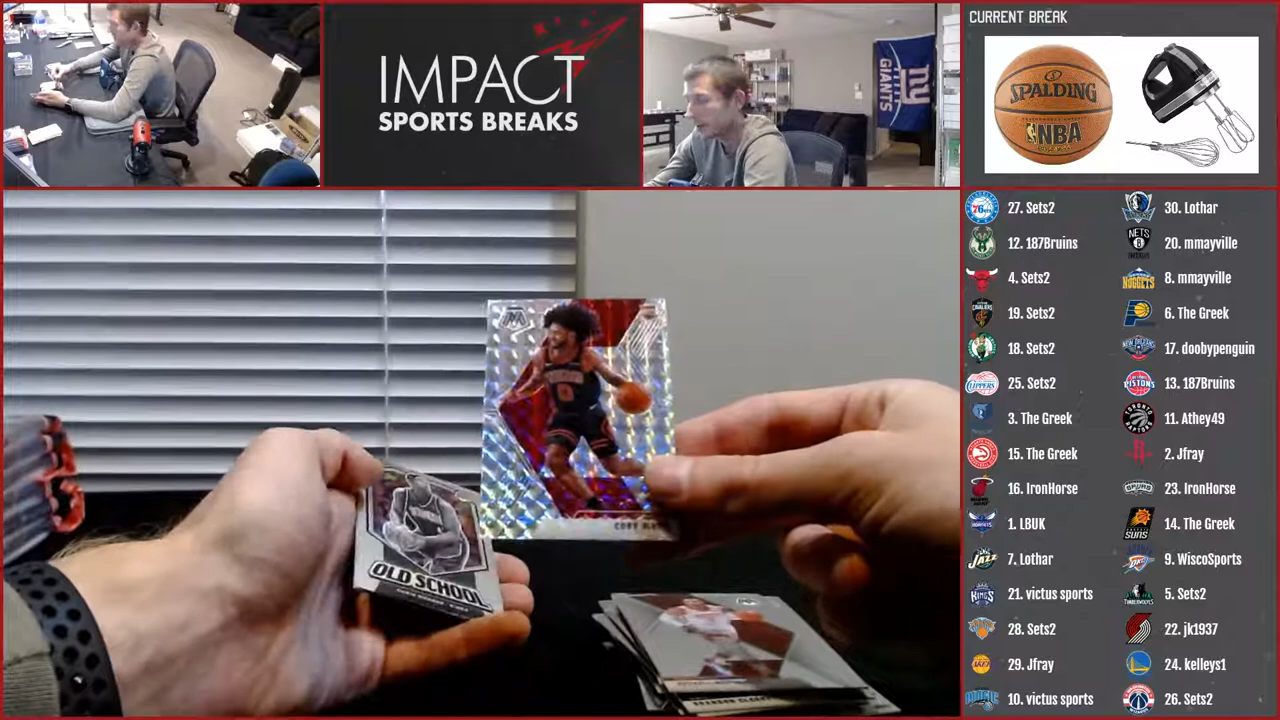 IMPACT
SPORTS BREAKS
ny
GIANTS
CURRENT BREAK
SPALDING
NBA
27. Sets2
30. Lothar
12. 187Bruins
20. mmayville
4. Sets2
8. mmayville
19. Sets2
6. The Greek
18. Sets2
17. doobypenguin
25. Sets2
13. 187Bruins
3. The Greek
11. Athey49
15. The Greek
2. Jfray
16. IronHorse
23. IronHorse
1. LBUK
14. The Greek
7. Lothar
9. WiscoSports
21. victus sports
5. Sets2
28. Sets2
22. jk1937
29. Jfray
24. kelleys1
10. victus sports
26. Sets2
OLD SCHOOL
COBY